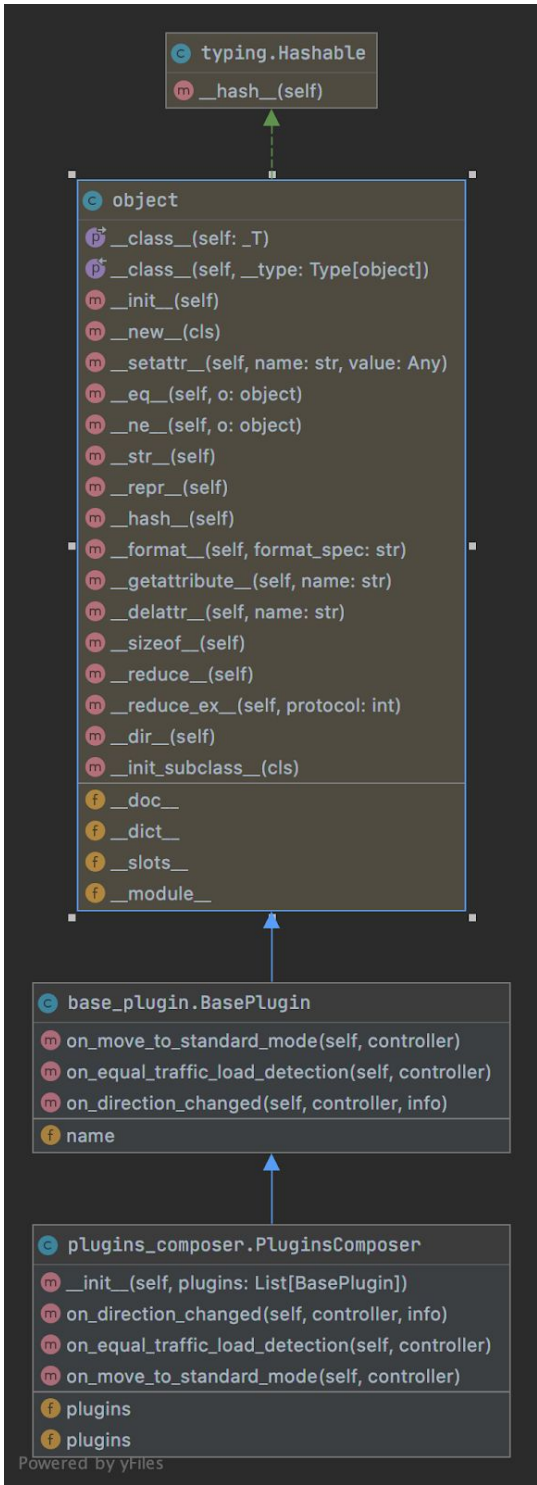 typing.Hashable
__hash__(self)
object
__class__(self: _T)
__class__(self, __type: Type[object])
__init__(self)
__new__(cls)
__setattr__(self, name: str, value: Any)
__eq__(self, o: object)
__ne__(self, o: object)
__str__(self)
__repr__(self)
__hash__(self)
__format__(self, format_spec: str)
__getattribute__(self, name: str)
__delattr__(self, name: str)
__sizeof__(self)
__reduce__(self)
__reduce_ex__(self, protocol: int)
__dir__(self)
__init_subclass__(cls)
__doc__
__dict__
__slots__
__module__
base_plugin.BasePlugin
on_move_to_standard_mode(self, controller)
on_equal_traffic_load_detection(self, controller)
on_direction_changed(self, controller, info)
name
plugins_composer.PluginsComposer
__init__(self, plugins: List[BasePlugin])
on_direction_changed(self, controller, info)
on_equal_traffic_load_detection(self, controller)
on_move_to_standard_mode(self, controller)
plugins
plugins
Powered by yFiles